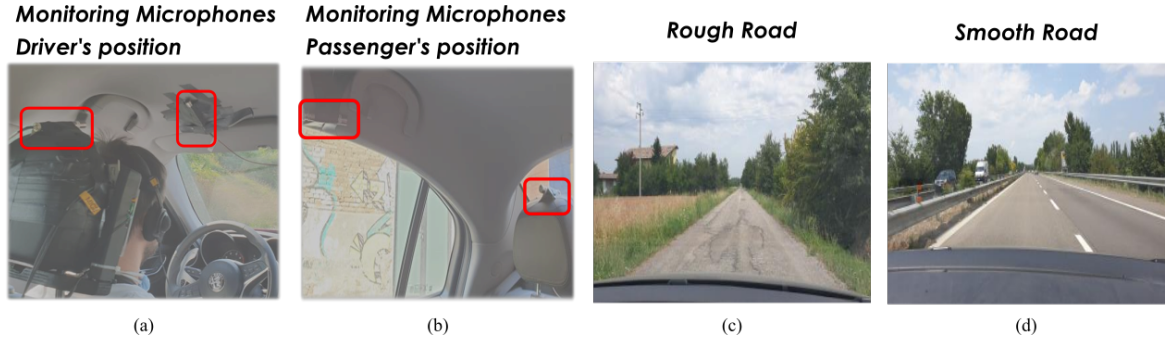 Monitoring Microphones
Driver's position
Monitoring Microphones
Passenger's position
Rough Road
Smooth Road
(a)
(b)
(c)
(d)